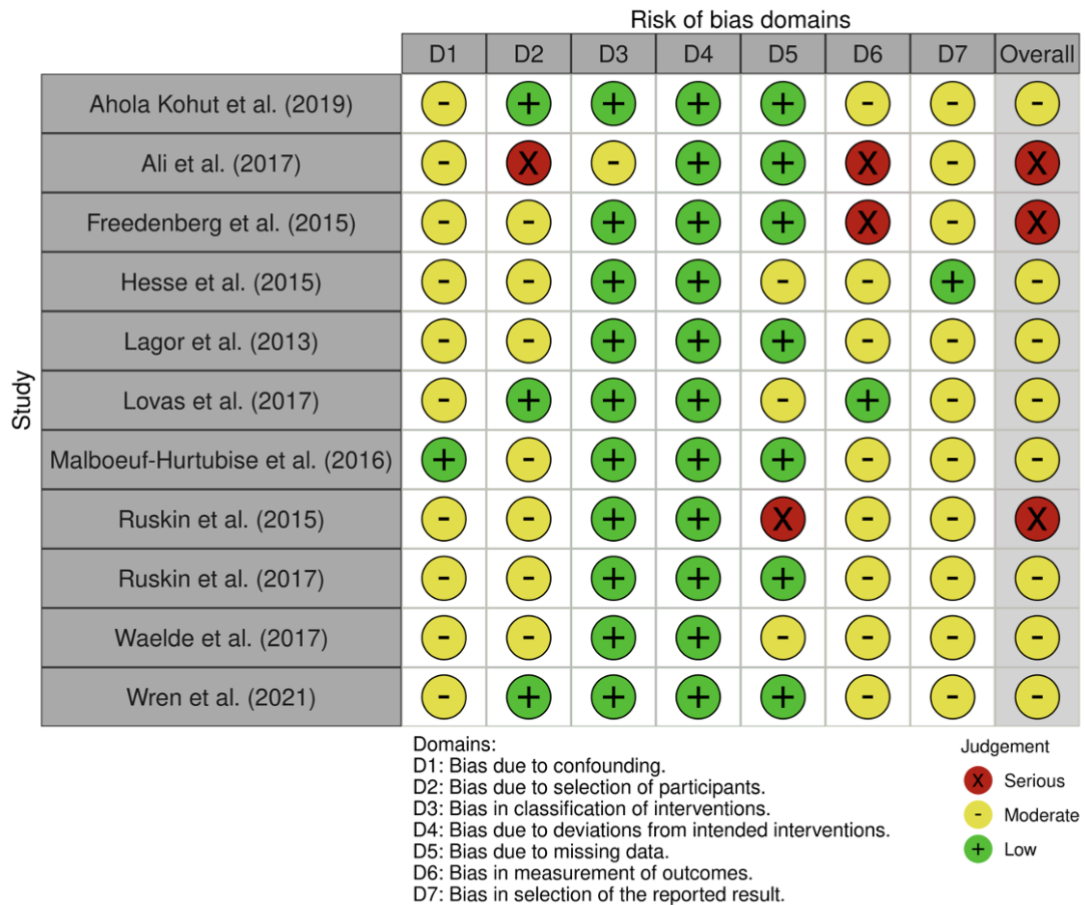 Risk of bias domains
D1 D2 D3 D4 D5 D6 D7 Overall
Study
Ahola Kohut et al. (2019) - + + + + - - -
Ali et al. (2017) - X - + + X - X
Freedenberg et al. (2015) - - + + + X - X
Hesse et al. (2015) - - + + - - + -
Lagor et al. (2013) - - + + + - - -
Lovas et al. (2017) - + + + - + - -
Malboeuf-Hurtubise et al. (2016) + - + + + - - -
Ruskin et al. (2015) - - + + X - - X
Ruskin et al. (2017) - - + + + - - -
Waelde et al. (2017) - - + + - - - -
Wren et al. (2021) - + + + + - - -
Domains:
D1: Bias due to confounding.
D2: Bias due to selection of participants.
D3: Bias in classification of interventions.
D4: Bias due to deviations from intended interventions.
D5: Bias due to missing data.
D6: Bias in measurement of outcomes.
D7: Bias in selection of the reported result.
Judgement
X Serious
- Moderate
+ Low